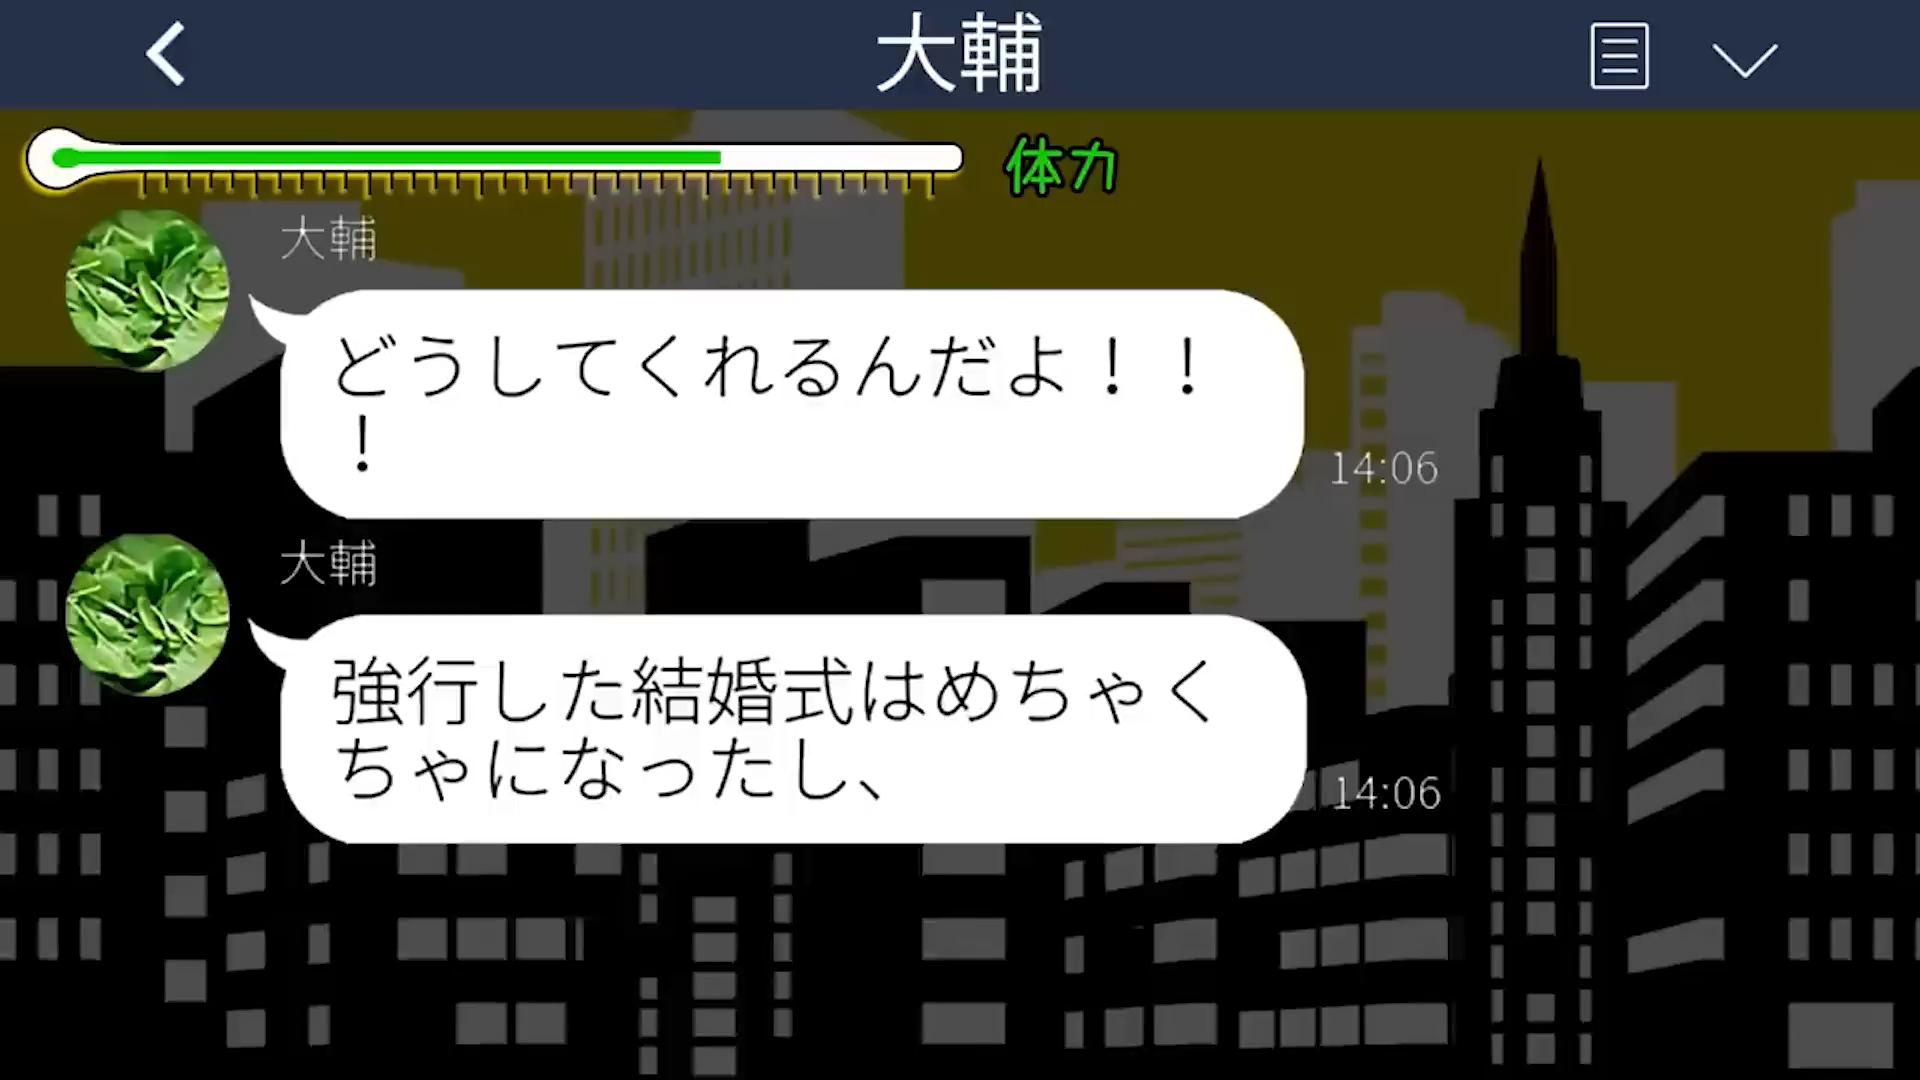 大輔
体力
大輔
どうしてくれるんだよ！！
！
14:06
大輔
強行した結婚式はめちゃく
ちゃになったし、
14:06